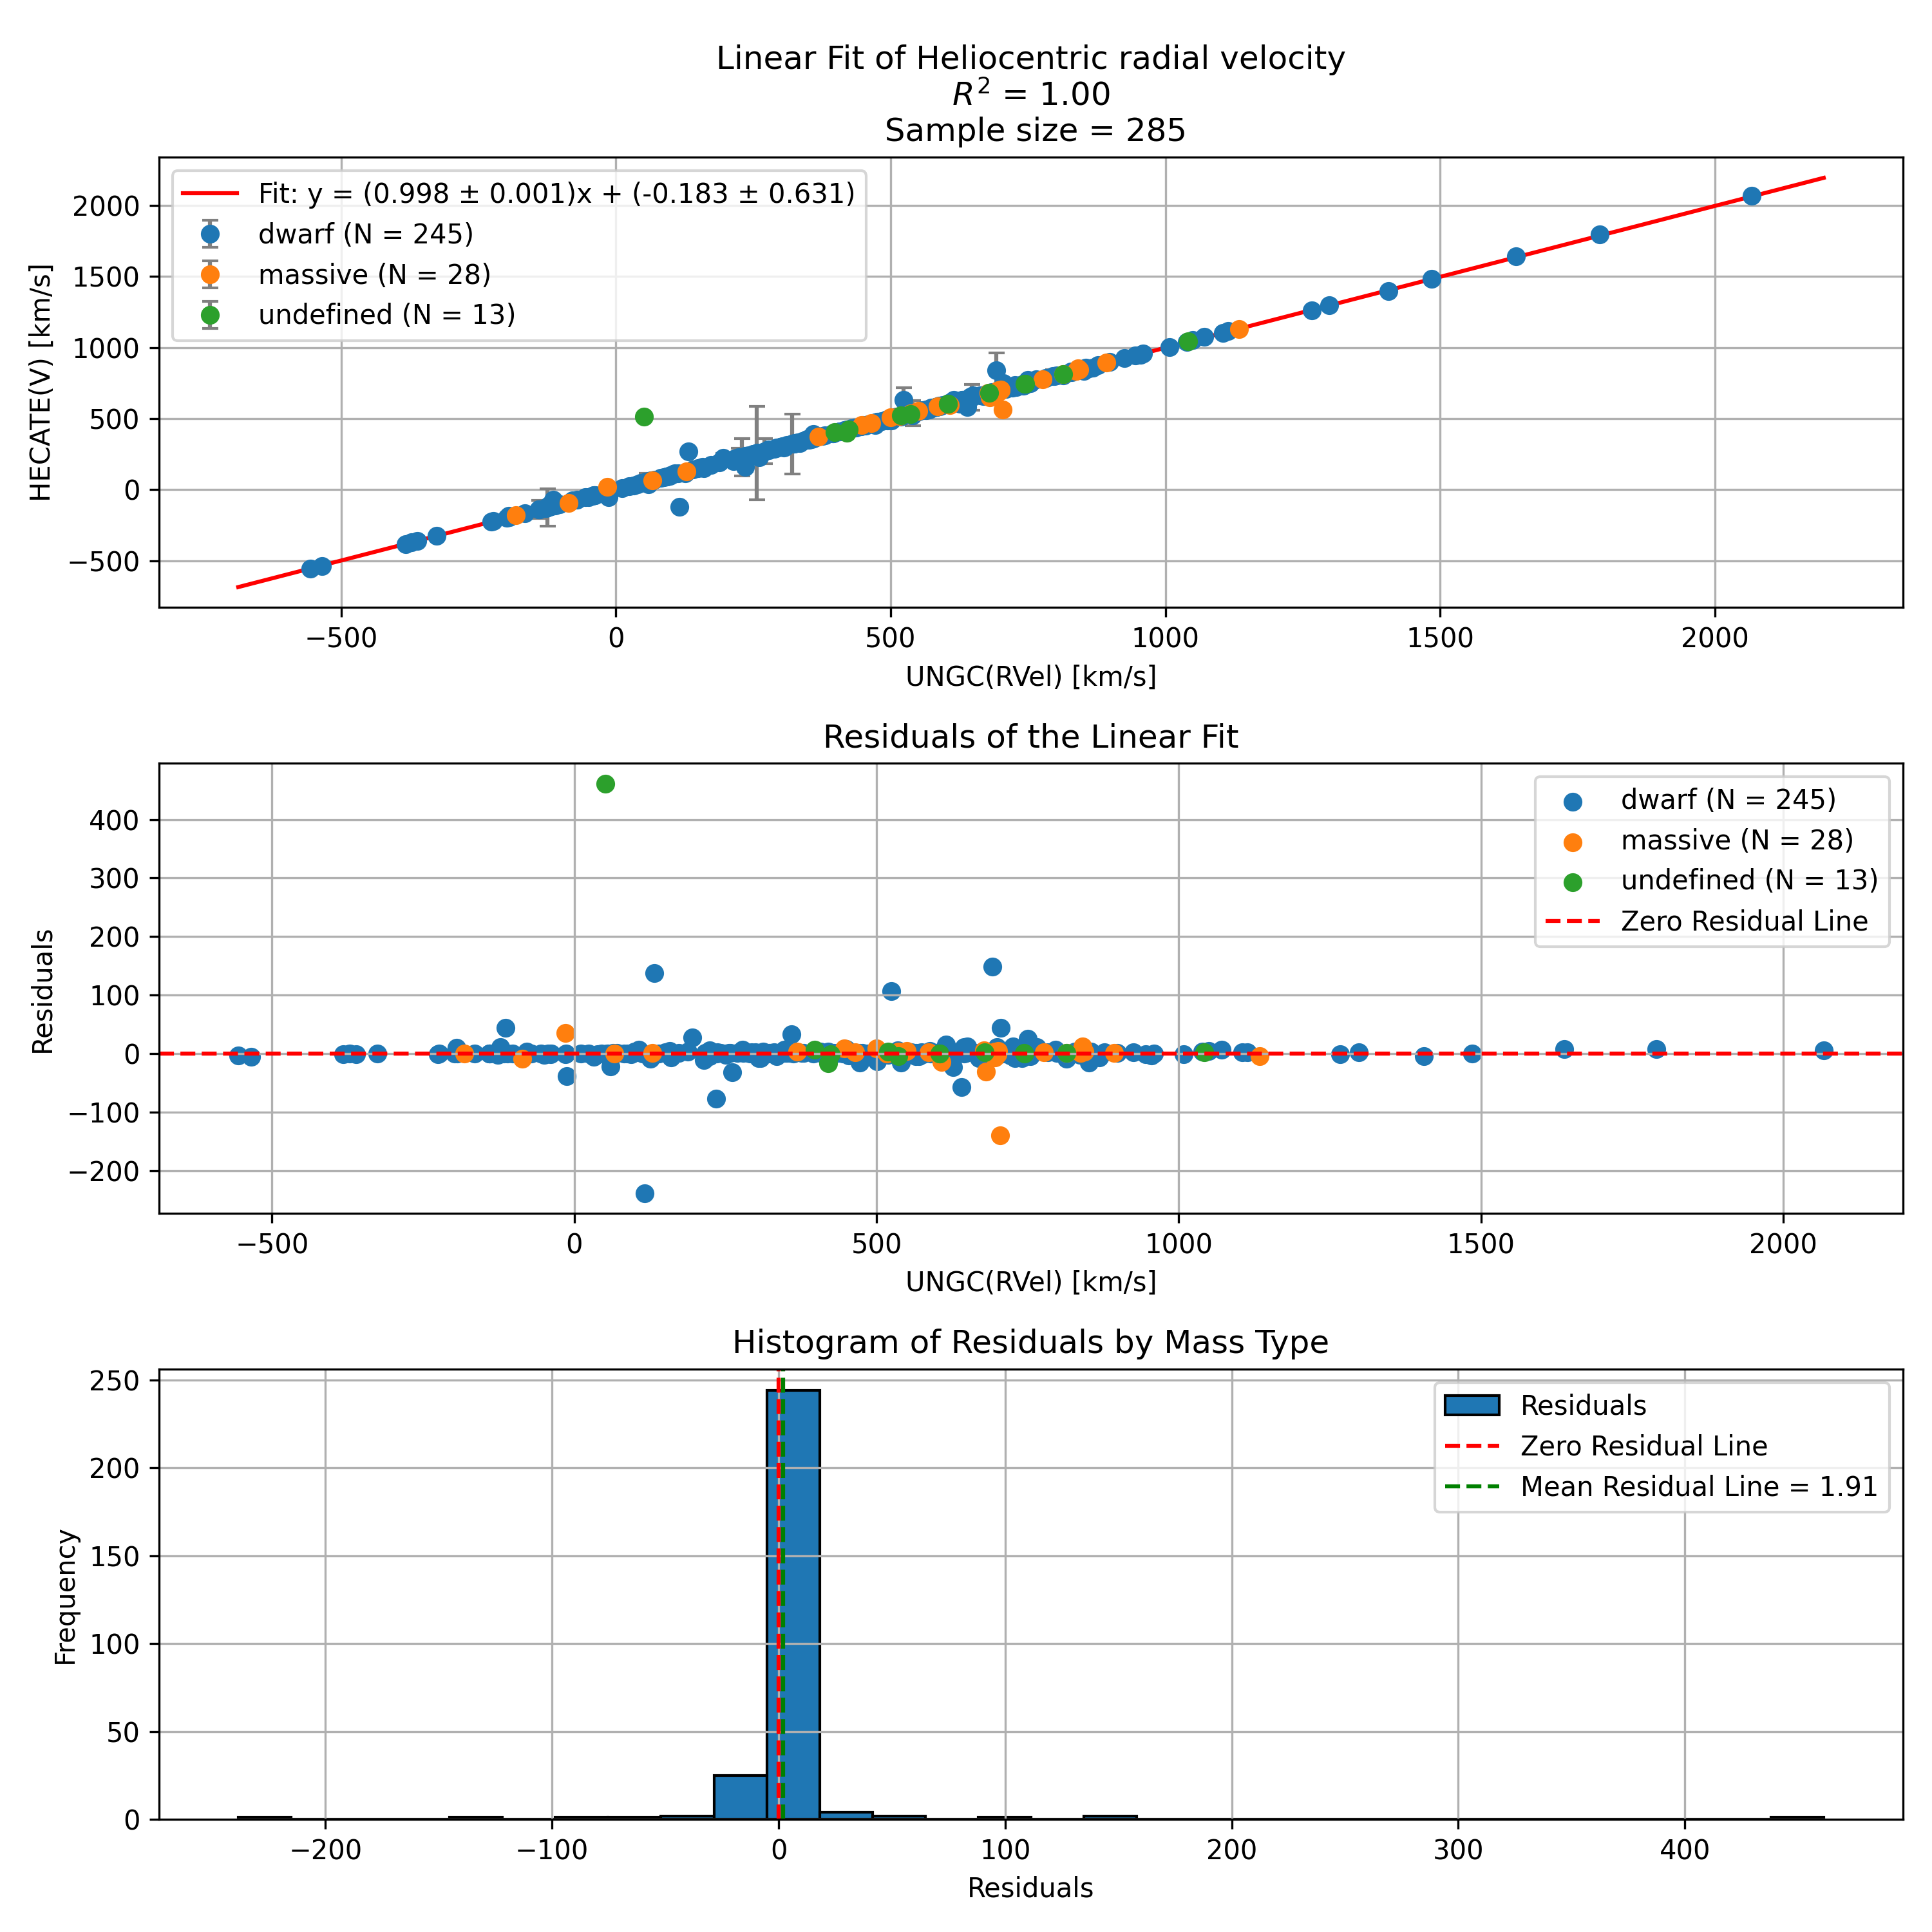 Linear Fit of Heliocentric radial velocity
R² = 1.00
Sample size = 285
Fit: y = (0.998 ± 0.001)x + (-0.183 ± 0.631)
dwarf (N = 245)
massive (N = 28)
undefined (N = 13)
HECATE(V) [km/s]
2000
1500
1000
500
0
−500
−500 0 500 1000 1500 2000
UNGC(RVel) [km/s]
Residuals of the Linear Fit
dwarf (N = 245)
massive (N = 28)
undefined (N = 13)
Zero Residual Line
Residuals
400
300
200
100
0
−100
−200
−500 0 500 1000 1500 2000
UNGC(RVel) [km/s]
Histogram of Residuals by Mass Type
Residuals
Zero Residual Line
Mean Residual Line = 1.91
Frequency
250
200
150
100
50
0
−200 −100 0 100 200 300 400
Residuals